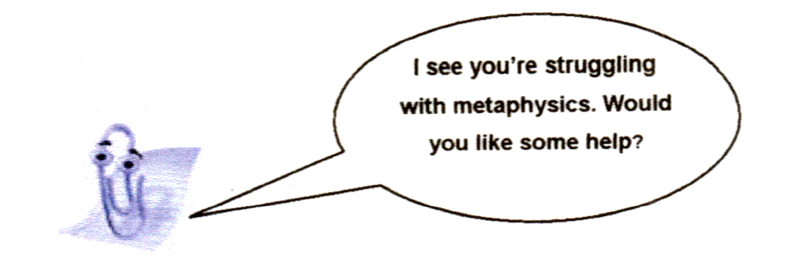 I see you're struggling
with metaphysics. Would
you like some help?